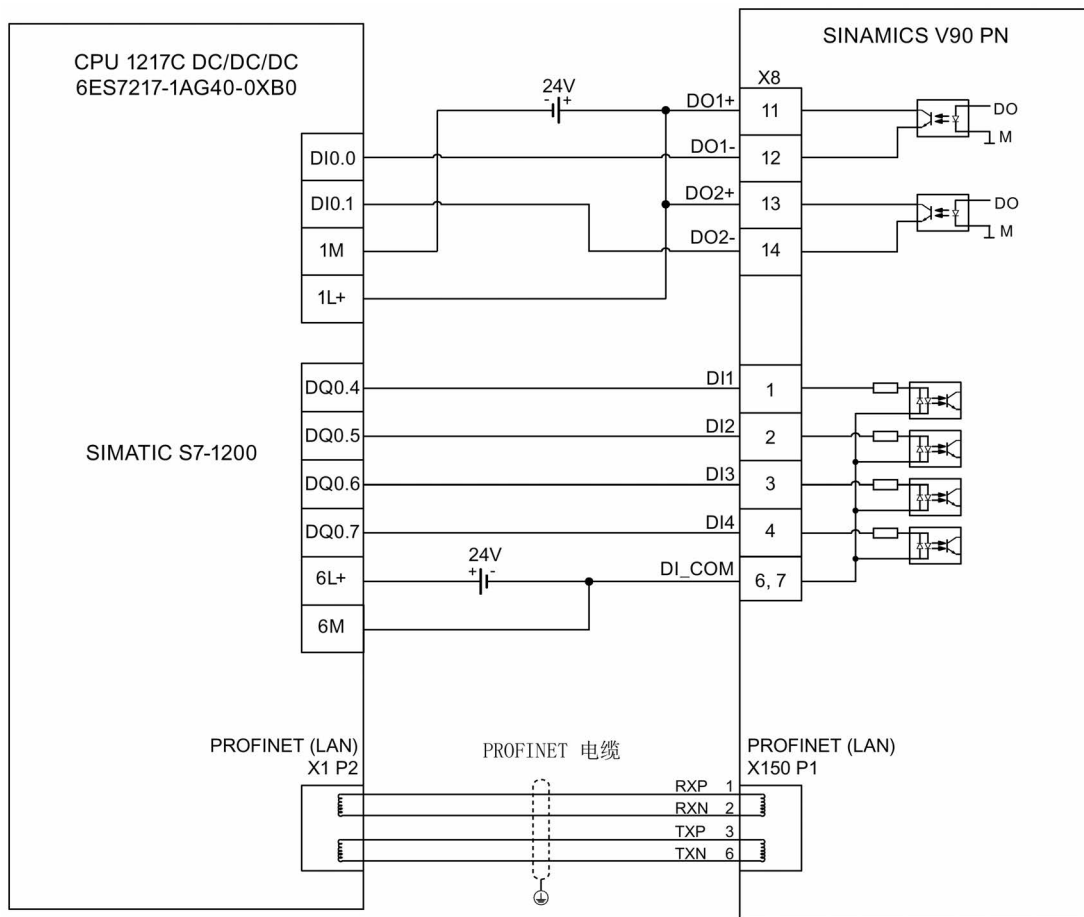 SINAMICS V90 PN
CPU 1217C DC/DC/DC
6ES7217-1AG40-0XB0
X8
24V
- +
DO1+
11
DO
M
DI0.0
DO1-
12
DI0.1
DO2+
13
DO
M
1M
DO2-
14
1L+
DQ0.4
DI1
1
SIMATIC S7-1200
DQ0.5
DI2
2
DQ0.6
DI3
3
DQ0.7
DI4
4
24V
+ -
6L+
DI_COM
6, 7
6M
PROFINET (LAN)
X1 P2
PROFINET 电缆
PROFINET (LAN)
X150 P1
RXP 1
RXN 2
TXP 3
TXN 6